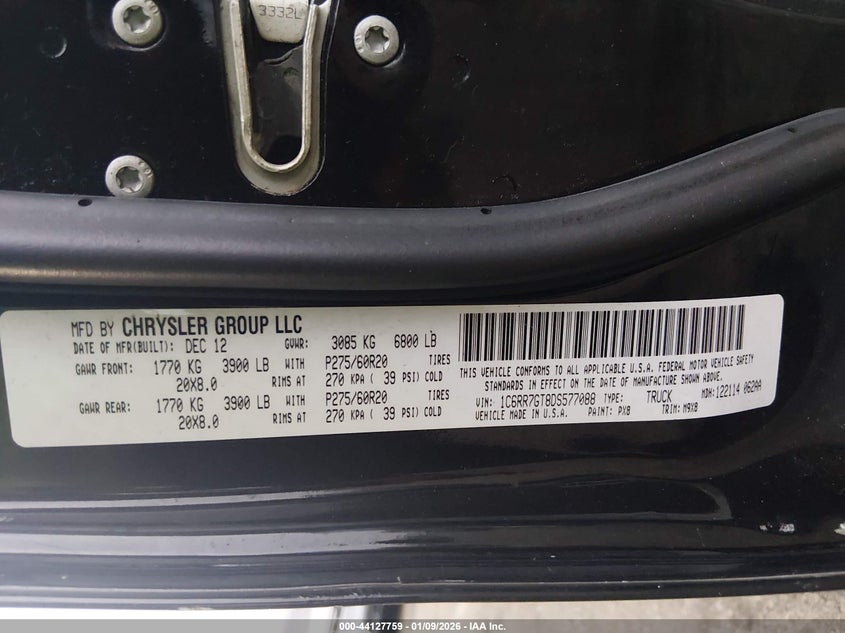 3332L
MFD BY CHRYSLER GROUP LLC
DATE OF MFR(BUILT): DEC 12 GVWR: 3085 KG 6800 LB
GAWR FRONT: 1770 KG 3900 LB WITH P275/60R20 TIRES
20X8.0 RIMS AT 270 KPA ( 39 PSI) COLD
GAWR REAR: 1770 KG 3900 LB WITH P275/60R20 TIRES
20X8.0 RIMS AT 270 KPA ( 39 PSI) COLD
THIS VEHICLE CONFORMS TO ALL APPLICABLE U.S.A. FEDERAL MOTOR VEHICLE SAFETY
STANDARDS IN EFFECT ON THE DATE OF MANUFACTURE SHOWN ABOVE.
VIN: 1C6RR7GT8DS577088 TYPE: TRUCK MDH: 122114 062AA
VEHICLE MADE IN U.S.A. PAINT: PX8 TRIM: M9X8
000-44127759 - 01/09/2026 - IAA Inc.